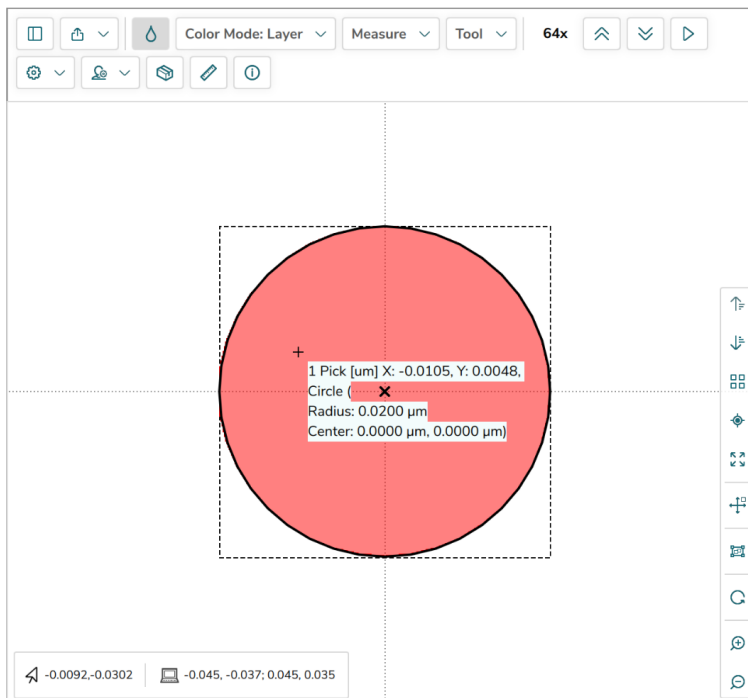 Color Mode: Layer
Measure
Tool
64x
1 Pick [um] X: -0.0105, Y: 0.0048,
Circle (
Radius: 0.0200 µm
Center: 0.0000 µm, 0.0000 µm)
-0.0092,-0.0302
-0.045, -0.037; 0.045, 0.035